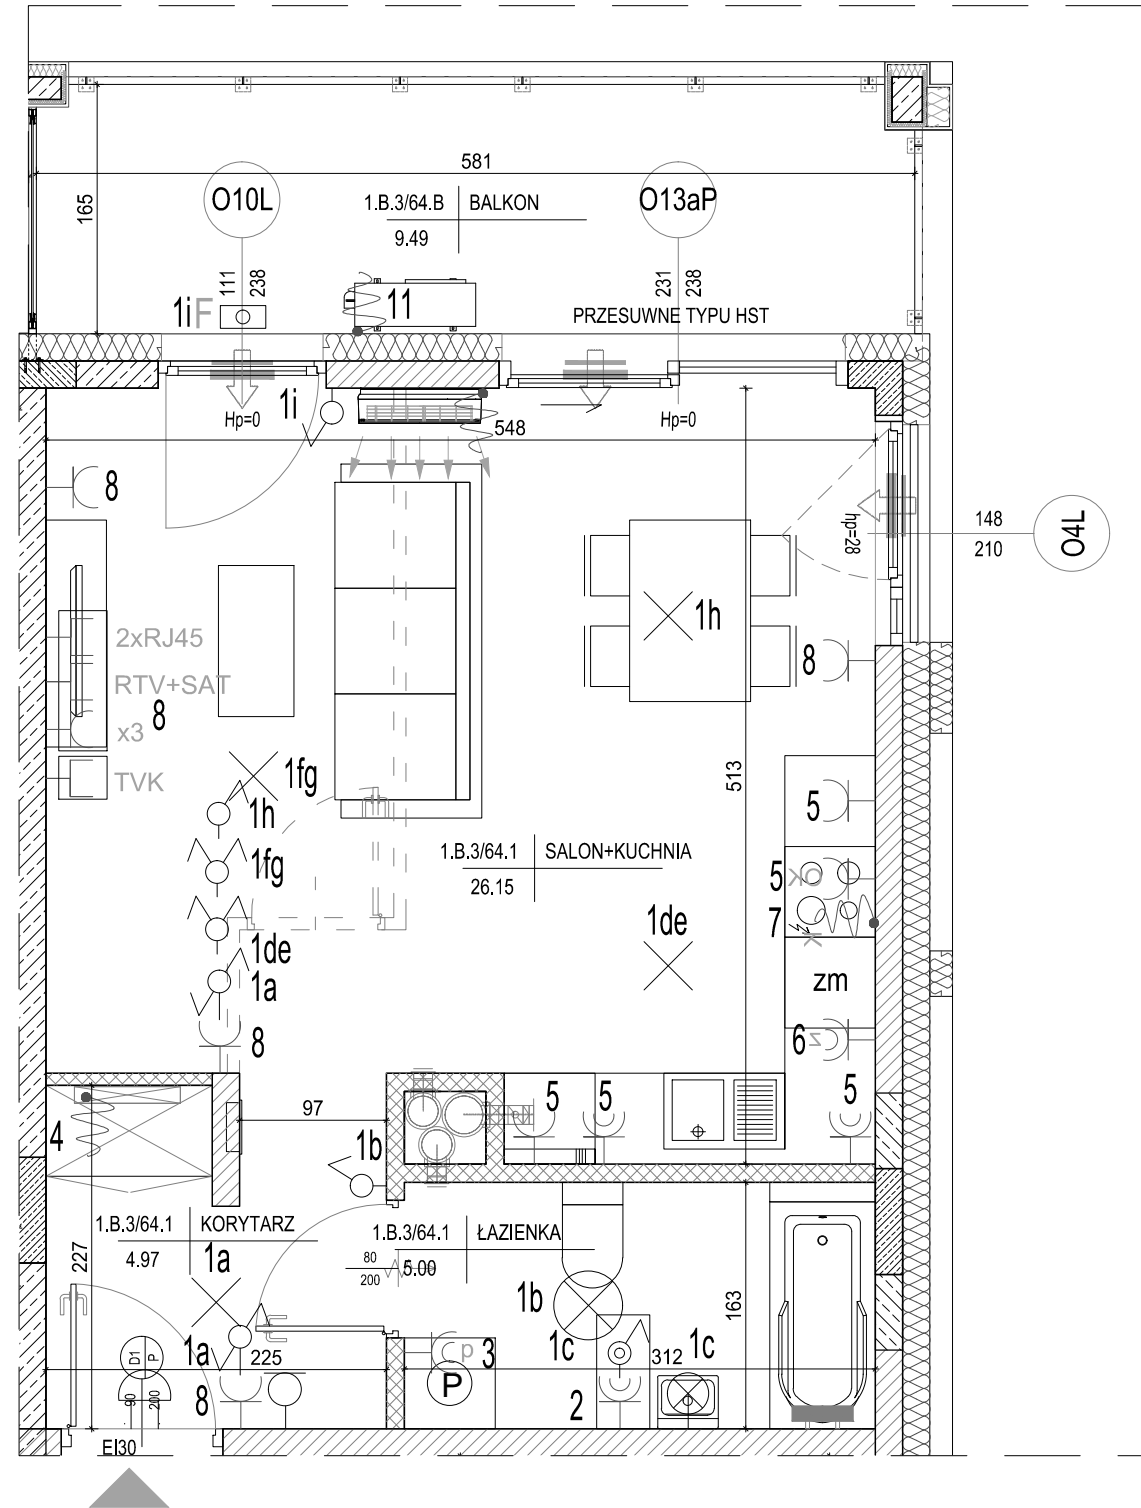 581
165
O10L
1.B.3/64.B
BALKON
9.49
O13aP
111
238
231
238
1iF
11
PRZESUWNE TYPU HST
1i
Hp=0
548
Hp=0
8
hp=28
148
210
O4L
2xRJ45
RTV+SAT
8
x3
TVK
1h
8
1fg
1h
513
5
1fg
1.B.3/64.1
SALON+KUCHNIA
26.15
5
OK
7
K
1de
1de
1a
zm
8
6
z
97
5
5
5
4
1b
1.B.3/64.1
KORYTARZ
4.97
1.B.3/64.1
ŁAZIENKA
5.00
80
200
227
1a
1b
163
1a
225
p
3
1c
312
1c
D1
P
90
200
8
P
2
EI30